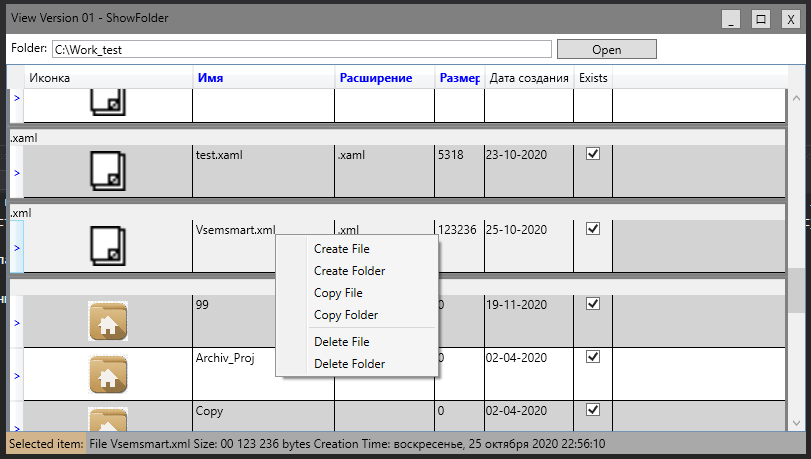 View Version 01 - ShowFolder
Folder: C:\Work_test Open
Иконка Имя Расширение Размер Дата создания Exists
>
.xaml
> test.xaml .xaml 5318 23-10-2020
.xml
> Vsemsmart.xml .xml 123236 25-10-2020
Create File
Create Folder
Copy File
Copy Folder
Delete File
Delete Folder
> 99 0 19-11-2020
> Archiv_Proj 0 02-04-2020
> Copy 0 02-04-2020
Selected item: File Vsemsmart.xml Size: 00 123 236 bytes Creation Time: воскресенье, 25 октября 2020 22:56:10